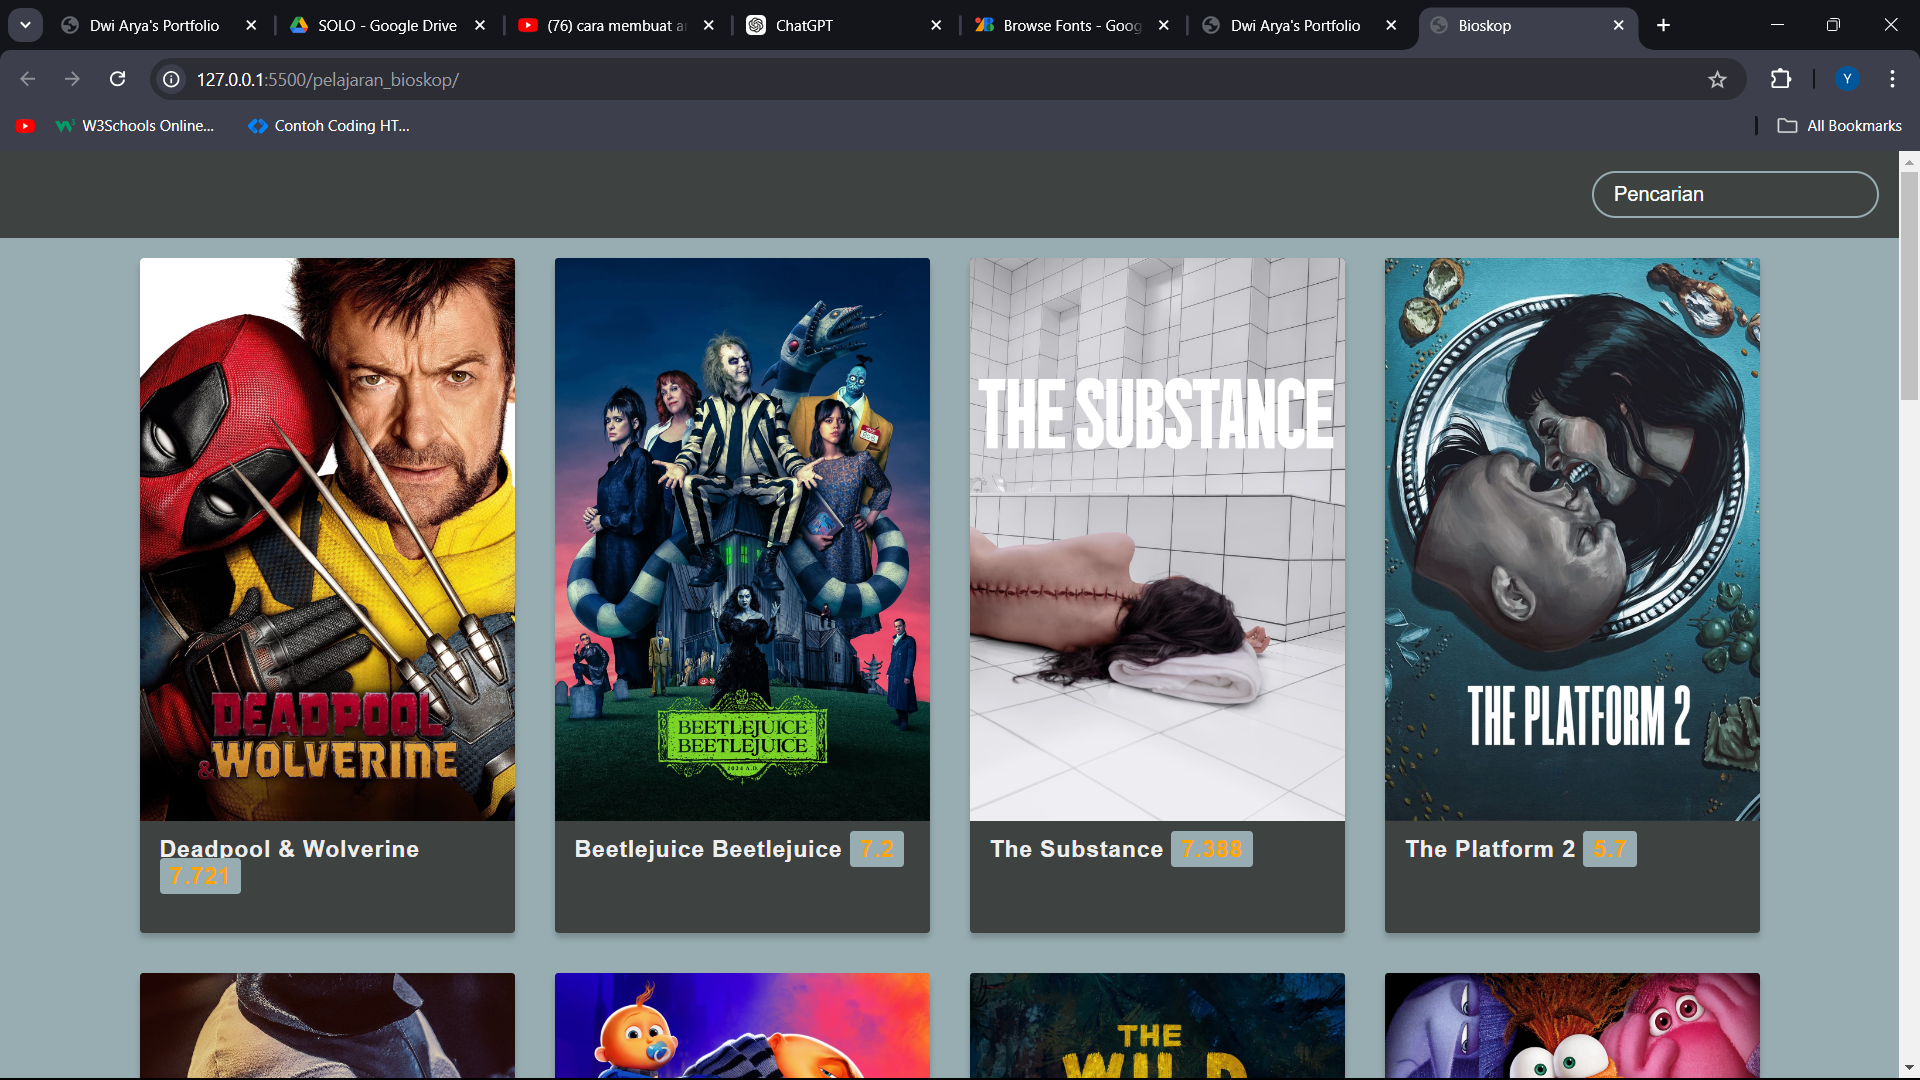 Dwi Arya's Portfolio
SOLO - Google Drive
(76) cara membuat a
ChatGPT
Browse Fonts - Goog
Dwi Arya's Portfolio
Bioskop
127.0.0.1:5500/pelajaran_bioskop/
Y
W3Schools Online...
Contoh Coding HT...
All Bookmarks
Pencarian
DEADPOOL
&WOLVERINE
BEETLEJUICE
BEETLEJUICE
2024 A.D.
THE SUBSTANCE
THE PLATFORM 2
Deadpool & Wolverine
7.721
Beetlejuice Beetlejuice 7.2
The Substance 7.388
The Platform 2 5.7
THE
WILD